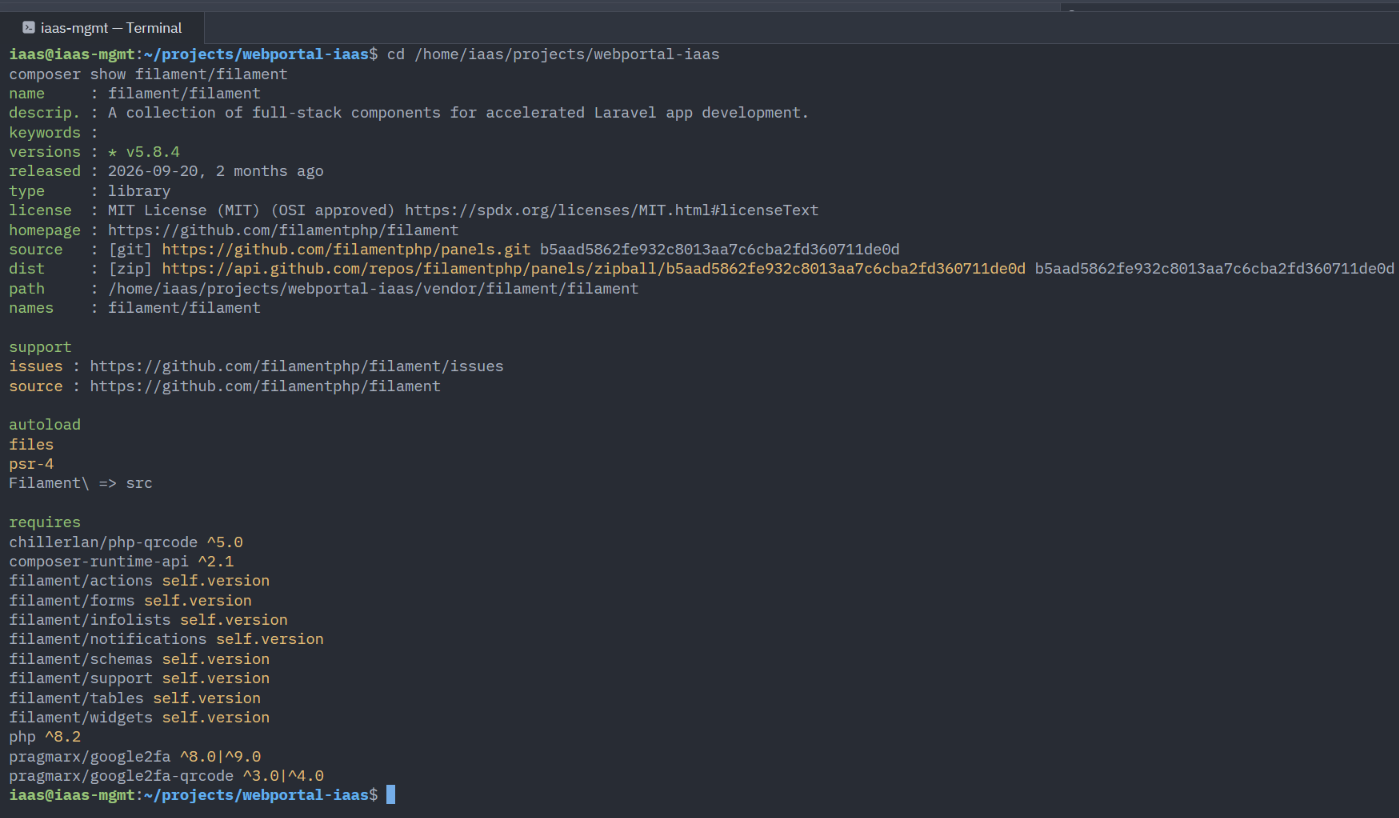 iaas-mgmt — Terminal
iaas@iaas-mgmt:~/projects/webportal-iaas$ cd /home/iaas/projects/webportal-iaas
composer show filament/filament
name     : filament/filament
descrip. : A collection of full-stack components for accelerated Laravel app development.
keywords :
versions : * v5.8.4
released : 2026-09-20, 2 months ago
type     : library
license  : MIT License (MIT) (OSI approved) https://spdx.org/licenses/MIT.html#licenseText
homepage : https://github.com/filamentphp/filament
source   : [git] https://github.com/filamentphp/panels.git b5aad5862fe932c8013aa7c6cba2fd360711de0d
dist     : [zip] https://api.github.com/repos/filamentphp/panels/zipball/b5aad5862fe932c8013aa7c6cba2fd360711de0d b5aad5862fe932c8013aa7c6cba2fd360711de0d
path     : /home/iaas/projects/webportal-iaas/vendor/filament/filament
names    : filament/filament

support
issues : https://github.com/filamentphp/filament/issues
source : https://github.com/filamentphp/filament

autoload
files
psr-4
Filament\ => src

requires
chillerlan/php-qrcode ^5.0
composer-runtime-api ^2.1
filament/actions self.version
filament/forms self.version
filament/infolists self.version
filament/notifications self.version
filament/schemas self.version
filament/support self.version
filament/tables self.version
filament/widgets self.version
php ^8.2
pragmarx/google2fa ^8.0|^9.0
pragmarx/google2fa-qrcode ^3.0|^4.0
iaas@iaas-mgmt:~/projects/webportal-iaas$